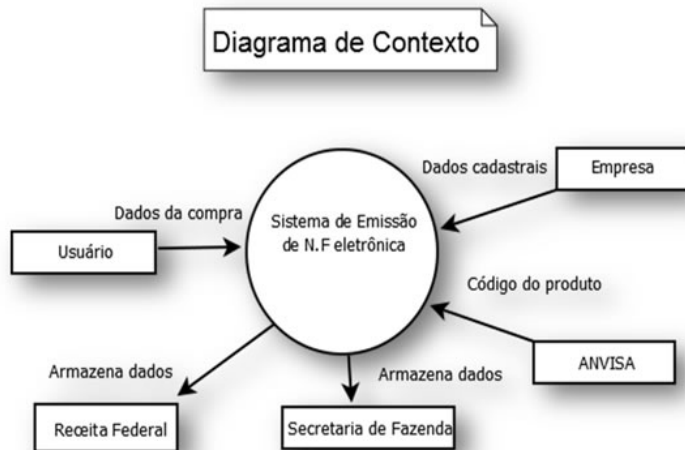 Diagrama de Contexto
Dados cadastrais
Empresa
Dados da compra
Sistema de Emissão
de N.F eletrônica
Usuário
Código do produto
Armazena dados
Armazena dados
ANVISA
Receita Federal
Secretaria de Fazenda